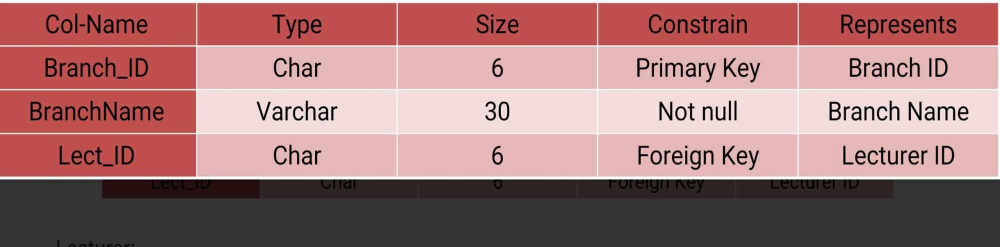 Col-Name Type Size Constrain Represents
Branch_ID Char 6 Primary Key Branch ID
BranchName Varchar 30 Not null Branch Name
Lect_ID Char 6 Foreign Key Lecturer ID
Lect_ID Char 6 Foreign Key Lecturer ID
Lecturer: